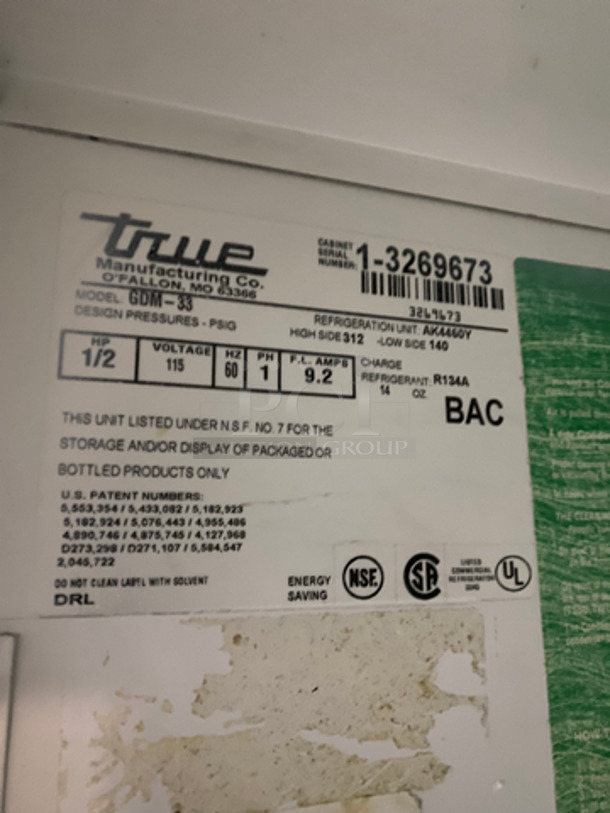 true
Manufacturing Co.
O'FALLON, MO 63366
CABINET SERIAL NUMBER: 1-3269673
3269673
MODEL: GDM-33
REFRIGERATION UNIT: AK4460Y
DESIGN PRESSURES - PSIG
HIGH SIDE 312 -LOW SIDE 140
HP 1/2
VOLTAGE 115
HZ 60
PH 1
F.L. AMPS 9.2
CHARGE
REFRIGERANT: R134A
14 OZ.
BAC
THIS UNIT LISTED UNDER N.S.F. NO. 7 FOR THE
STORAGE AND/OR DISPLAY OF PACKAGED OR
BOTTLED PRODUCTS ONLY
PCI
GROUP
U.S. PATENT NUMBERS:
5,553,354 / 5,433,082 / 5,182,923
5,182,924 / 5,076,443 / 4,955,486
4,890,746 / 4,875,745 / 4,127,968
D273,298 / D271,107 / 5,584,547
2,045,722
DO NOT CLEAN LABEL WITH SOLVENT
DRL
ENERGY
SAVING
NSF.
SA
LISTED
COMMERCIAL
REFRIGERATOR
UL